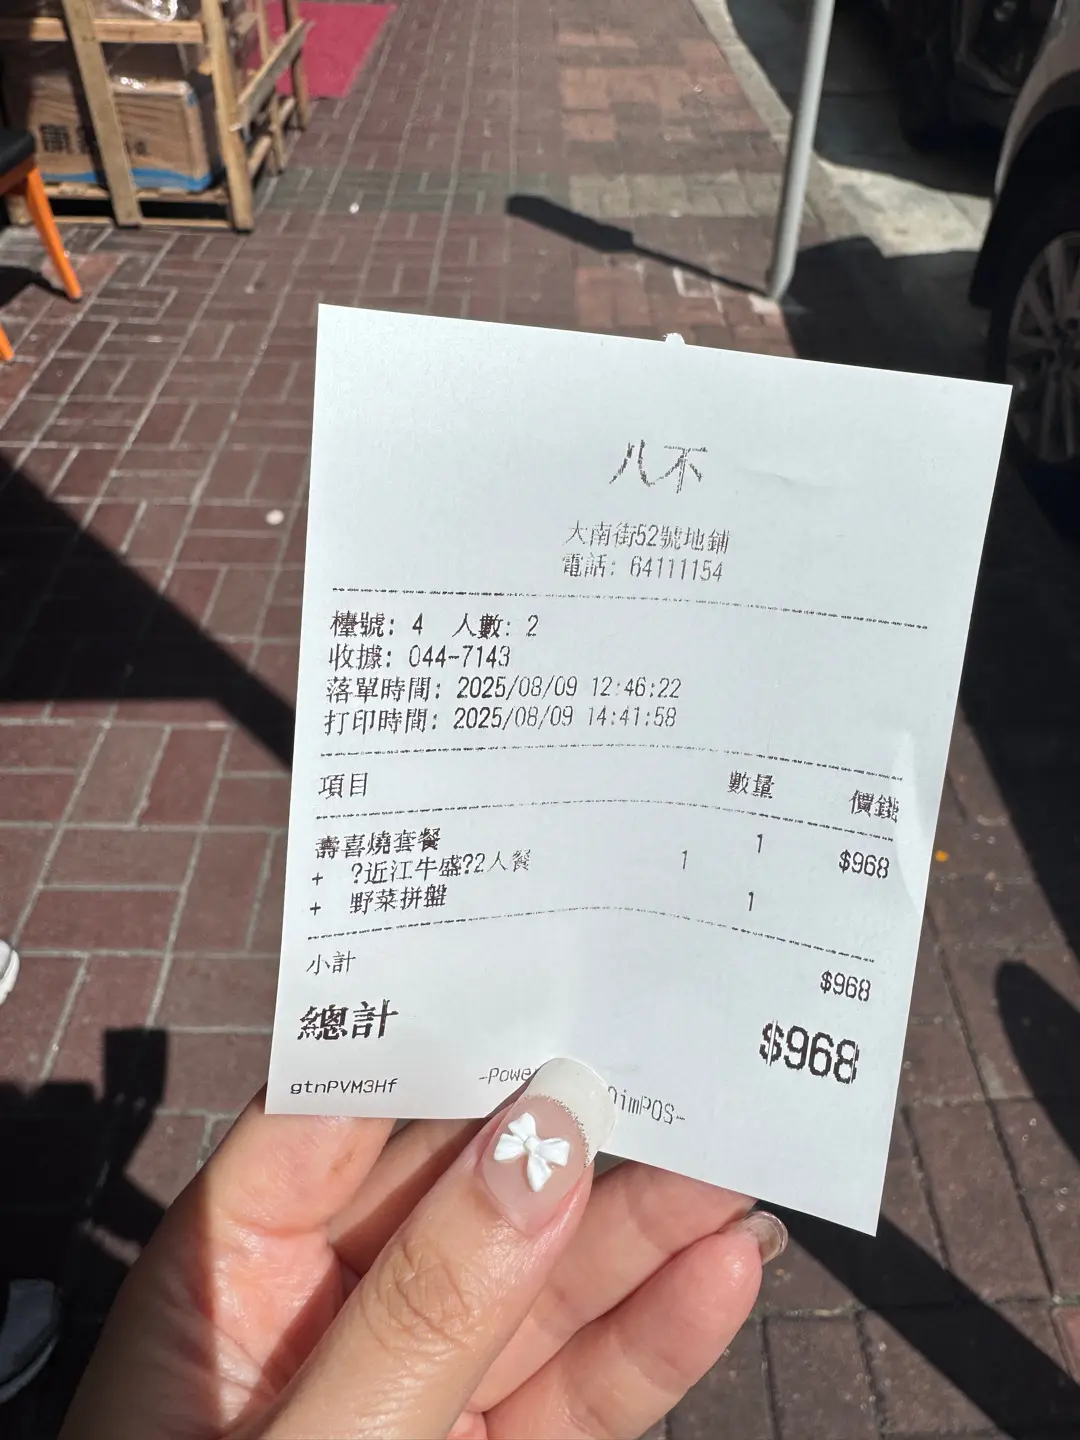 康
八不
大南街52號地鋪
電話: 64111154
檯號: 4 人數: 2
收據: 044-7143
落單時間: 2025/08/09 12:46:22
打印時間: 2025/08/09 14:41:58
項目 數量 價錢
壽喜燒套餐 1 $968
+ ?近江牛盛?2人餐 1
+ 野菜拼盤 1
小計 $968
總計 $968
gtnPVM3Hf -Powe imPOS-